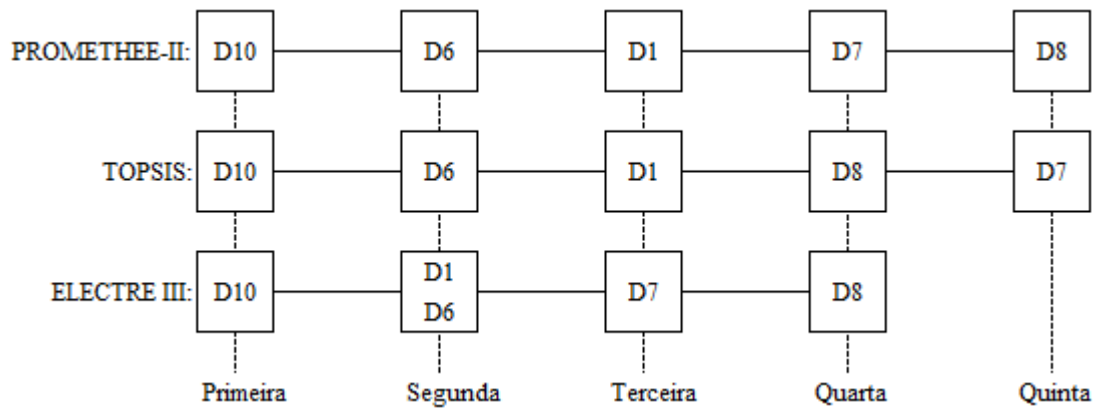 PROMETHEE-II: D10 D6 D1 D7 D8
TOPSIS: D10 D6 D1 D8 D7
ELECTRE III: D10 D1 D7 D8
D6
Primeira Segunda Terceira Quarta Quinta